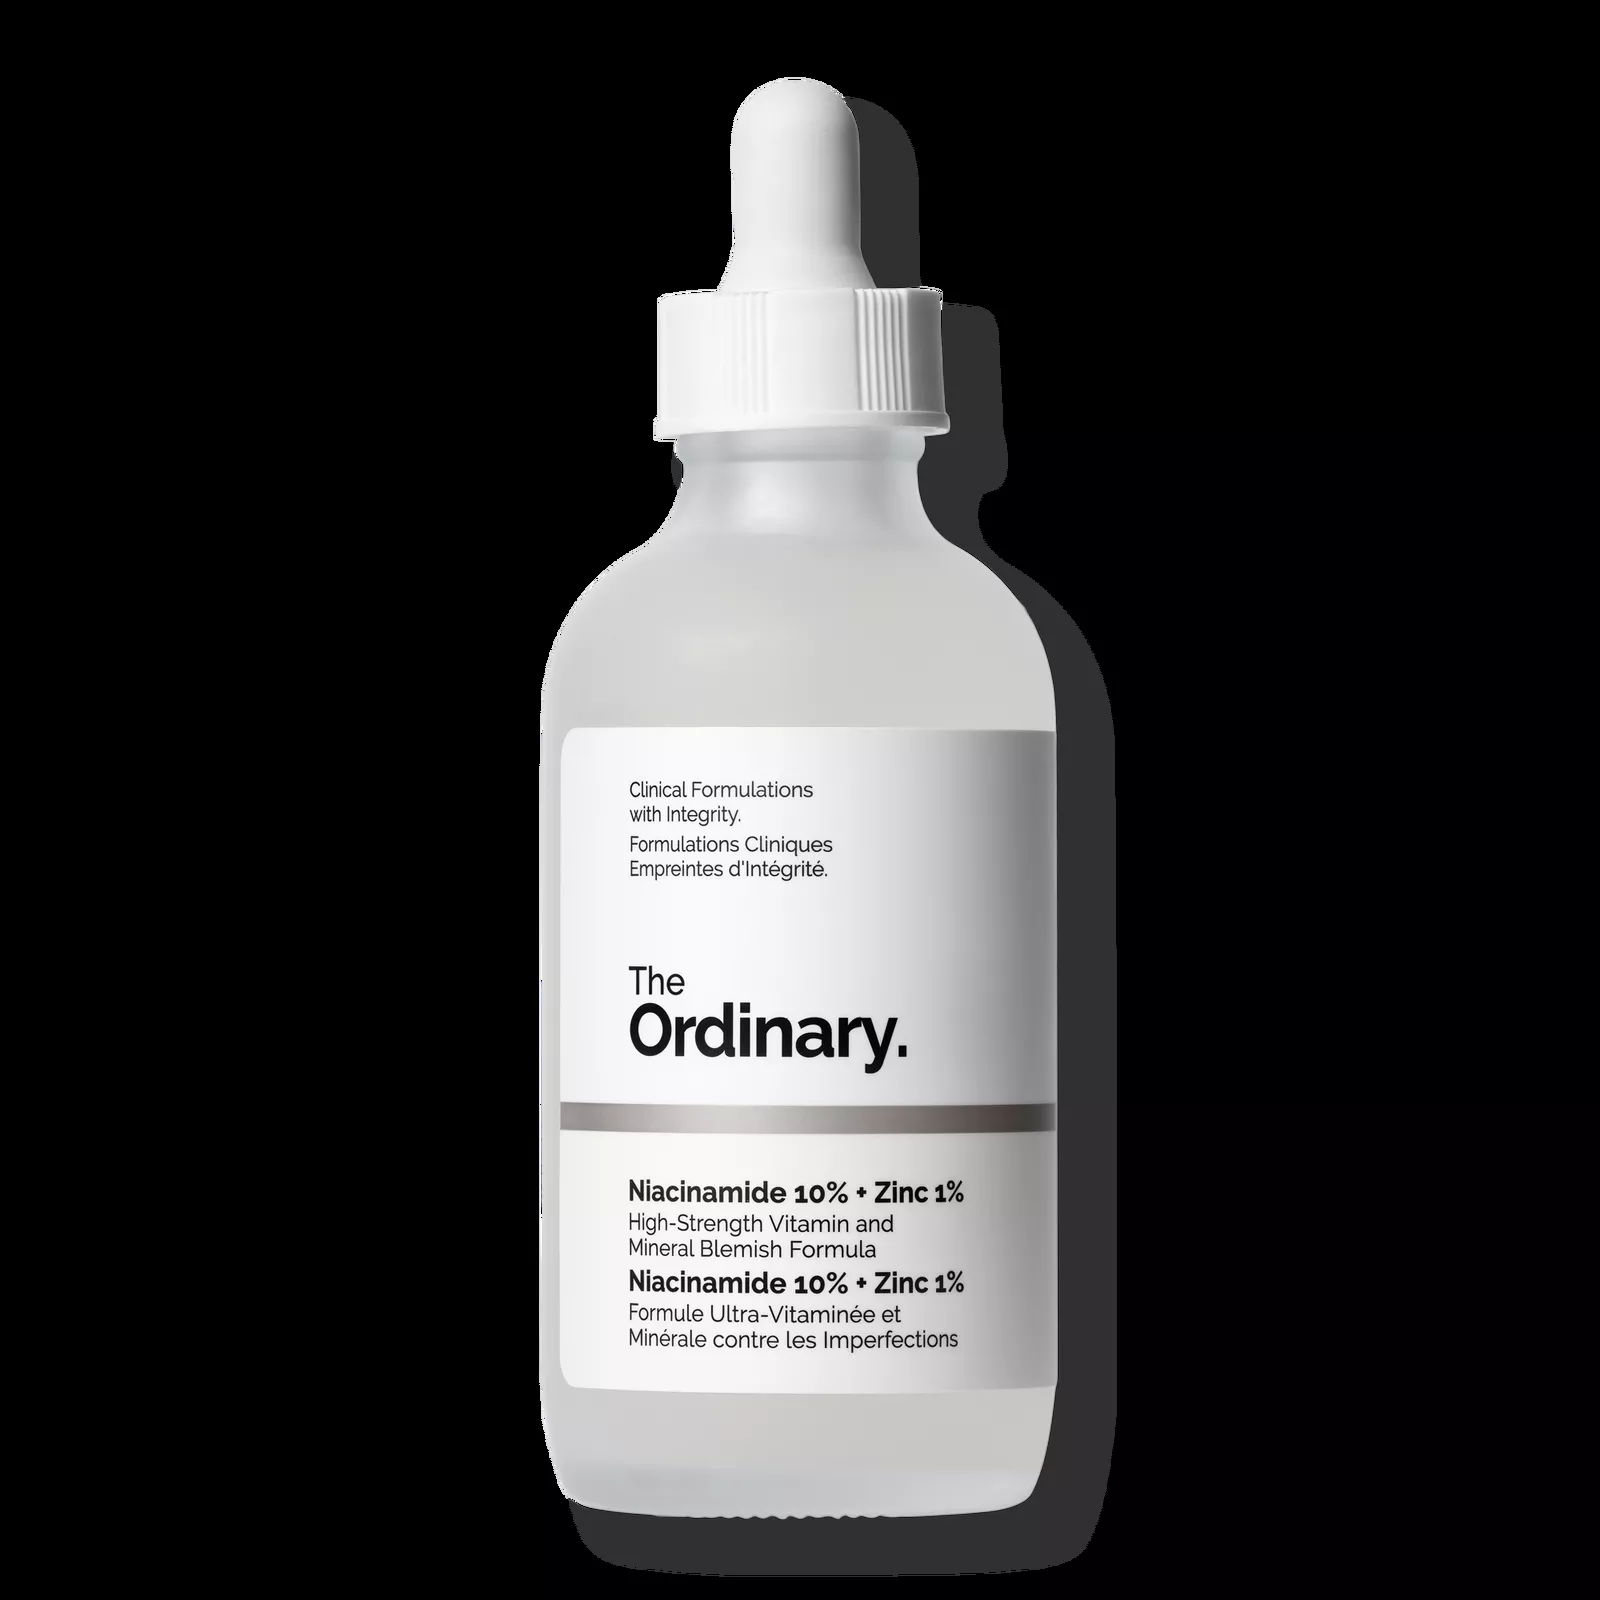 Clinical Formulations
with Integrity.
Formulations Cliniques
Empreintes d'Intégrité.
The
Ordinary.
Niacinamide 10% + Zinc 1%
High-Strength Vitamin and
Mineral Blemish Formula
Niacinamide 10% + Zinc 1%
Formule Ultra-Vitaminée et
Minérale contre les Imperfections